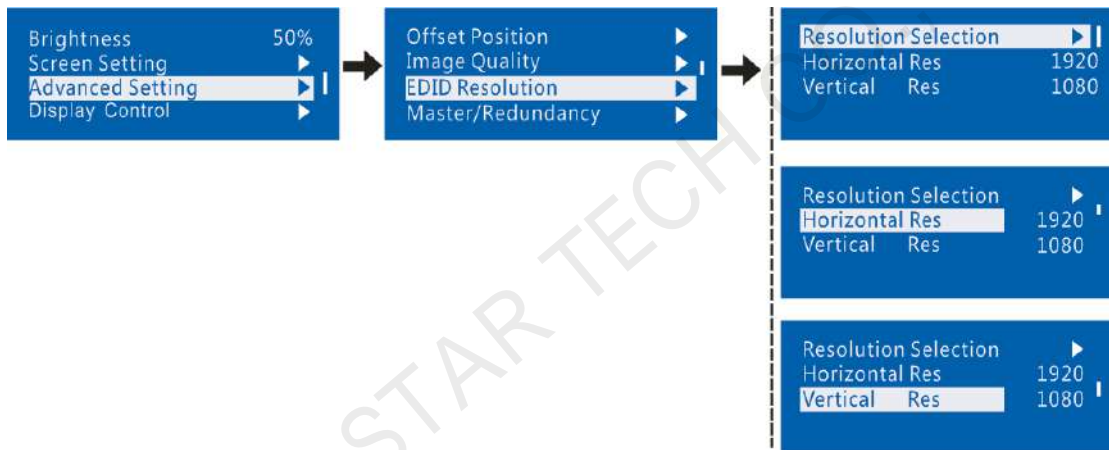 Brightness 50%
Screen Setting
Advanced Setting
Display Control
Offset Position
Image Quality
EDID Resolution
Master/Redundancy
Resolution Selection
Horizontal Res 1920
Vertical Res 1080
Resolution Selection
Horizontal Res 1920
Vertical Res 1080
Resolution Selection
Horizontal Res 1920
Vertical Res 1080
STAR TECH CO.,